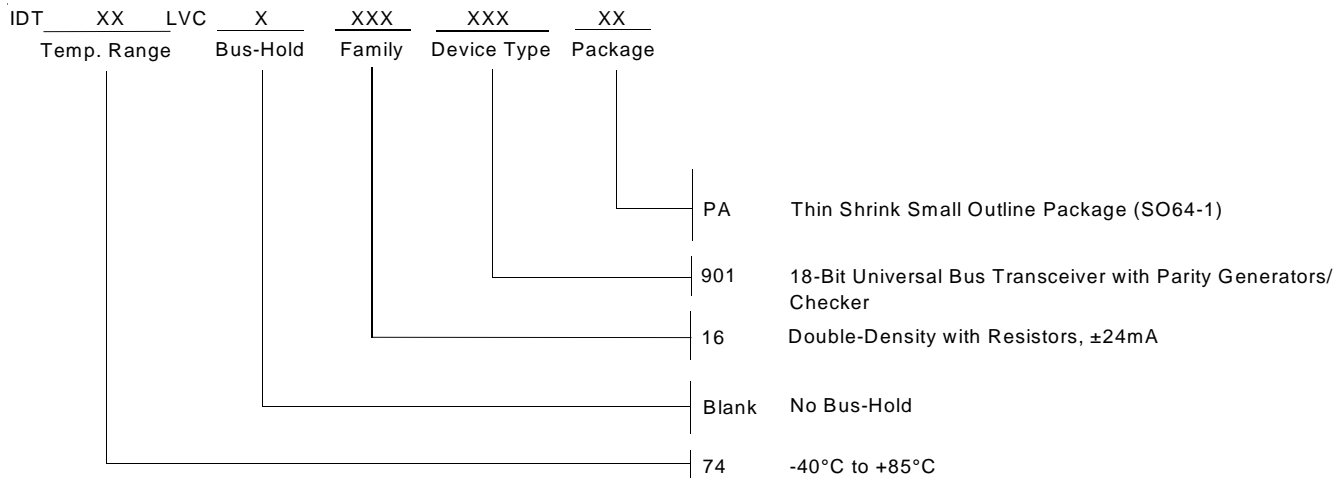 IDT XX LVC X XXX XXX XX
Temp. Range Bus-Hold Family Device Type Package
PA Thin Shrink Small Outline Package (SO64-1)
901 18-Bit Universal Bus Transceiver with Parity Generators/
Checker
16 Double-Density with Resistors, ±24mA
Blank No Bus-Hold
74 -40°C to +85°C